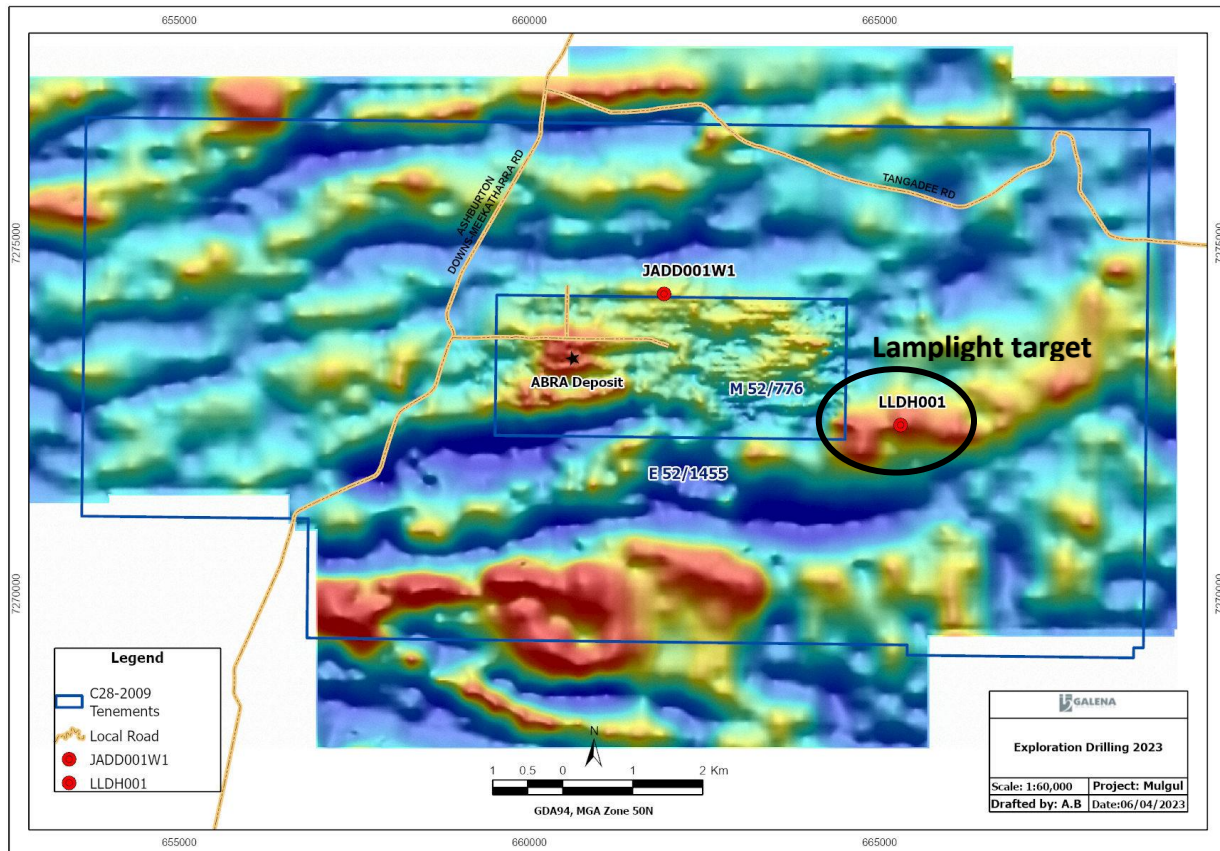 655000
660000
665000
ASHBURTON
DOWNS-MEEKATHARRA RD
TANGADEE RD
7275000
7275000
JADD001W1
Lamplight target
ABRA Deposit
M 52/776
LLDH001
E 52/1455
7270000
7270000
Legend
C28-2009
Tenements
Local Road
JADD001W1
LLDH001
N
1 0.5 0 1 2 Km
GDA94, MGA Zone 50N
GALENA
Exploration Drilling 2023
Scale: 1:60,000 Project: Mulgul
Drafted by: A.B Date:06/04/2023
655000
660000
665000